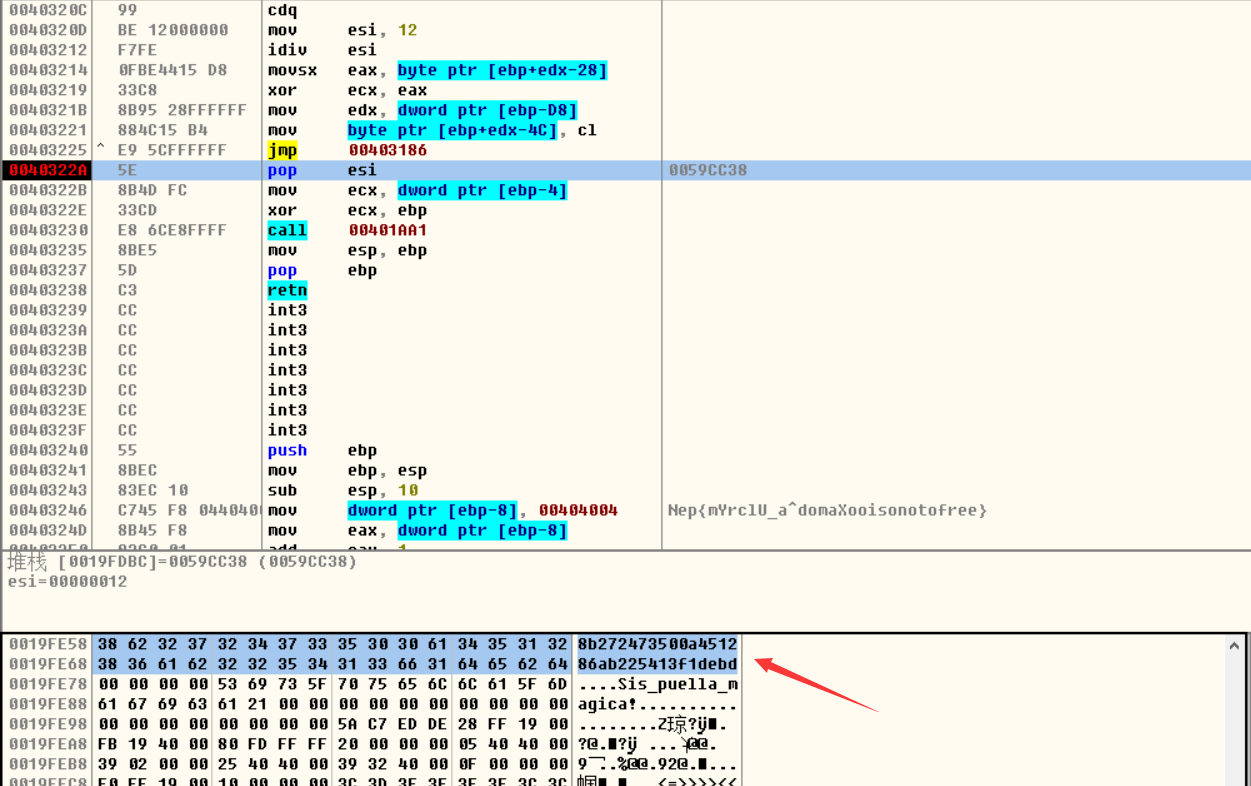 0040320C 99 cdq
0040320D BE 12000000 mov esi, 12
00403212 F7FE idiv esi
00403214 0FBE4415 D8 movsx eax, byte ptr [ebp+edx-28]
00403219 33C8 xor ecx, eax
0040321B 8B95 28FFFFFF mov edx, dword ptr [ebp-D8]
00403221 884C15 B4 mov byte ptr [ebp+edx-4C], cl
00403225 ^ E9 5CFFFFFF jmp 00403186
0040322A 5E pop esi 0059CC38
0040322B 8B4D FC mov ecx, dword ptr [ebp-4]
0040322E 33CD xor ecx, ebp
00403230 E8 6CE8FFFF call 00401AA1
00403235 8BE5 mov esp, ebp
00403237 5D pop ebp
00403238 C3 retn
00403239 CC int3
0040323A CC int3
0040323B CC int3
0040323C CC int3
0040323D CC int3
0040323E CC int3
0040323F CC int3
00403240 55 push ebp
00403241 8BEC mov ebp, esp
00403243 83EC 10 sub esp, 10
00403246 C745 F8 0440400 mov dword ptr [ebp-8], 00404004 Nep{mYrclU_a^domaXooisonotofree}
0040324D 8B45 F8 mov eax, dword ptr [ebp-8]
堆栈 [0019FDBC]=0059CC38 (0059CC38)
esi=00000012
0019FE58 38 62 32 37 32 34 37 33 35 30 30 61 34 35 31 32 8b272473500a4512
0019FE68 38 36 61 62 32 32 35 34 31 33 66 31 64 65 62 64 86ab225413f1debd
0019FE78 00 00 00 00 53 69 73 5F 70 75 65 6C 6C 61 5F 6D ....Sis_puella_m
0019FE88 61 67 69 63 61 21 00 00 00 00 00 00 00 00 00 00 agica!..........
0019FE98 00 00 00 00 00 00 00 00 5A C7 ED DE 28 FF 19 00
0019FEA8 FB 19 40 00 80 FD FF FF 20 00 00 00 05 40 40 00
0019FEB8 39 02 00 00 25 40 40 00 39 32 40 00 0F 00 00 00